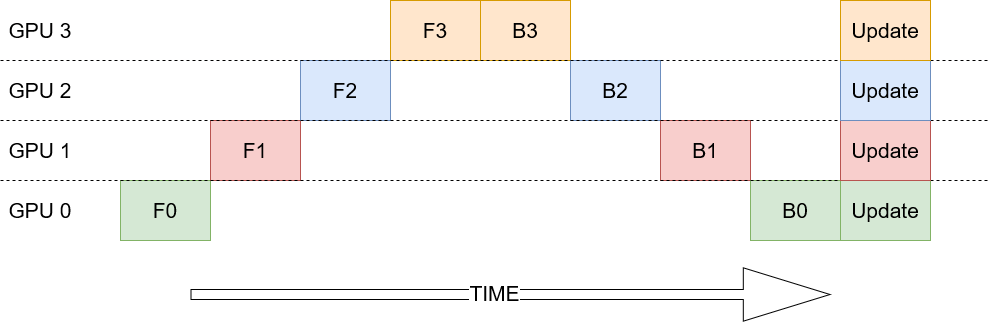 GPU 3 F3 B3 Update
GPU 2 F2 B2 Update
GPU 1 F1 B1 Update
GPU 0 F0 B0 Update
TIME